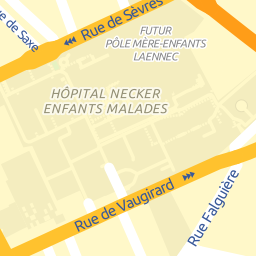 Rue de Sèvres
FUTUR
PÔLE MÈRE-ENFANTS
LAENNEC
de Saxe
HÔPITAL NECKER
ENFANTS MALADES
Rue de Vaugirard
Rue Falguière